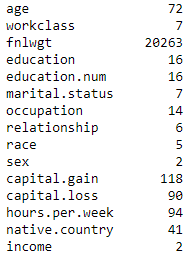 age 72
workclass 7
fnlwgt 20263
education 16
education.num 16
marital.status 7
occupation 14
relationship 6
race 5
sex 2
capital.gain 118
capital.loss 90
hours.per.week 94
native.country 41
income 2